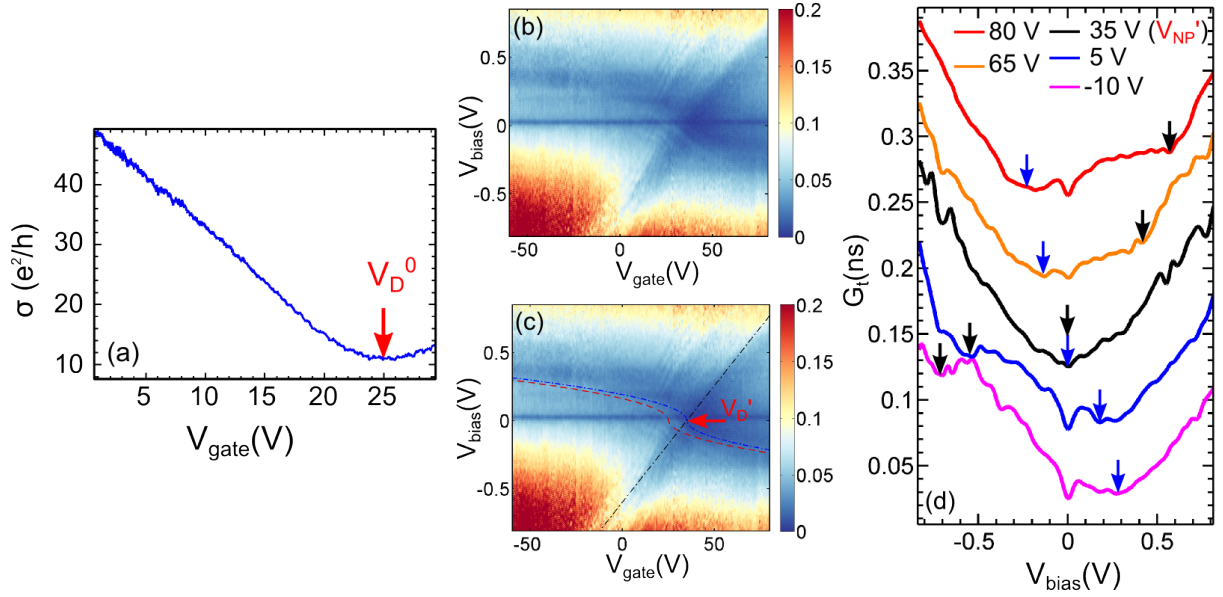 (a)
σ (e²/h)
40
30
20
10
V_D⁰
5
10
15
20
25
V_gate(V)
(b)
V_bias(V)
0.5
0
-0.5
-50
0
50
V_gate(V)
0.2
0.15
0.1
0.05
0
(c)
V_bias(V)
0.5
0
-0.5
V_D'
-50
0
50
V_gate(V)
0.2
0.15
0.1
0.05
0
80 V
65 V
35 V (V_NP')
5 V
-10 V
G_t(ns)
0.35
0.3
0.25
0.2
0.15
0.1
0.05
(d)
-0.5
0
0.5
V_bias(V)